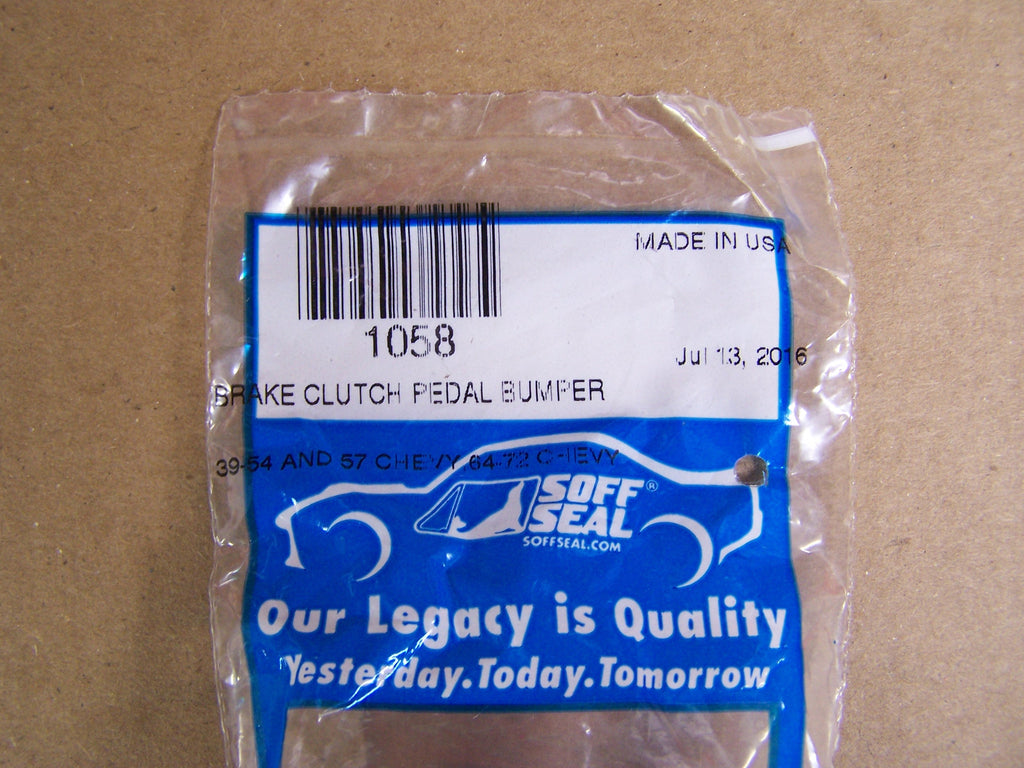 MADE IN USA
1058
Jul 13, 2016
BRAKE CLUTCH PEDAL BUMPER
39-54 AND 57 CHEVY,64-72 CHEVY
SOFF®
SEAL
SOFFSEAL.COM
Our Legacy is Quality
Yesterday.Today.Tomorrow